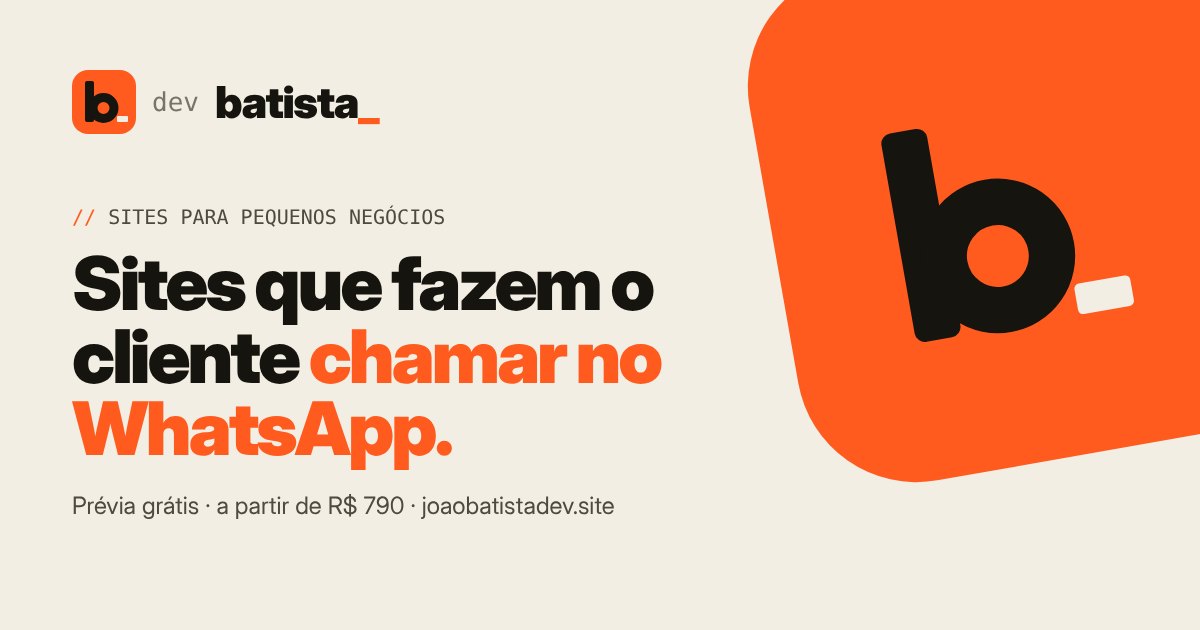 b_ dev batista_
// SITES PARA PEQUENOS NEGÓCIOS
Sites que fazem o
cliente chamar no
WhatsApp.
Prévia grátis · a partir de R$ 790 · joaobatistadev.site
b_